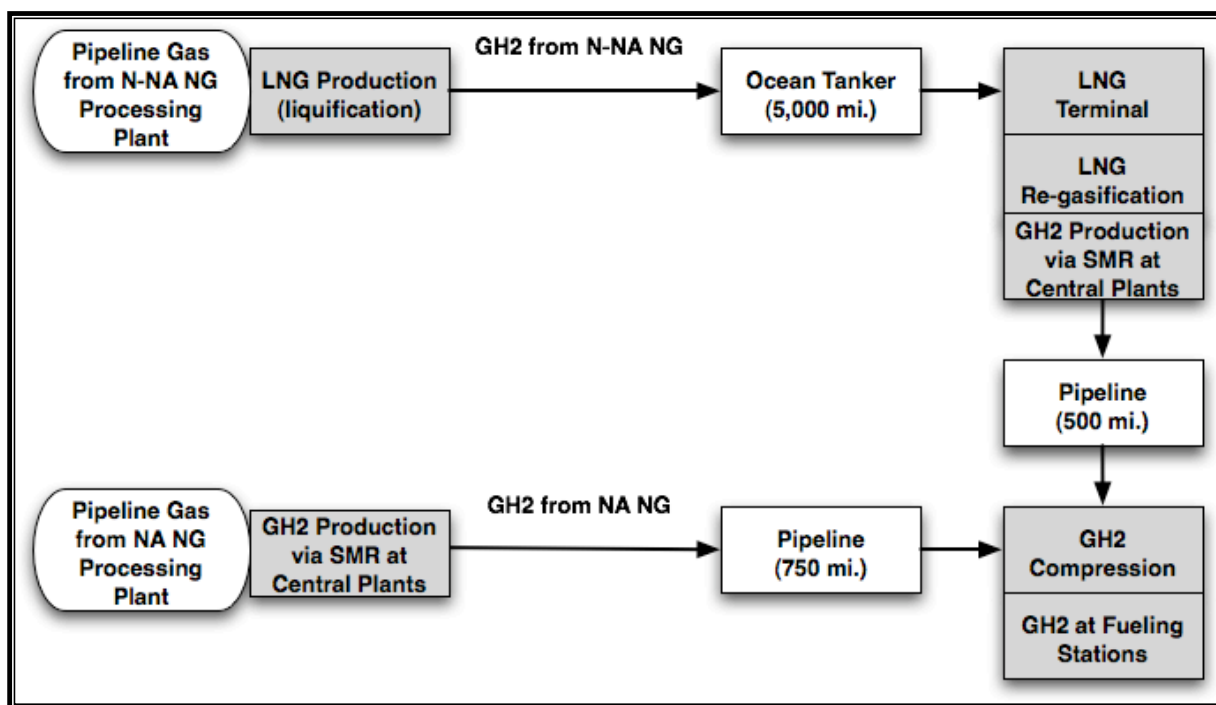 Pipeline Gas
from N-NA NG
Processing
Plant
LNG Production
(liquification)
GH2 from N-NA NG
Ocean Tanker
(5,000 mi.)
LNG
Terminal
LNG
Re-gasification
GH2 Production
via SMR at
Central Plants
Pipeline
(500 mi.)
Pipeline Gas
from NA NG
Processing
Plant
GH2 Production
via SMR at
Central Plants
GH2 from NA NG
Pipeline
(750 mi.)
GH2
Compression
GH2 at Fueling
Stations